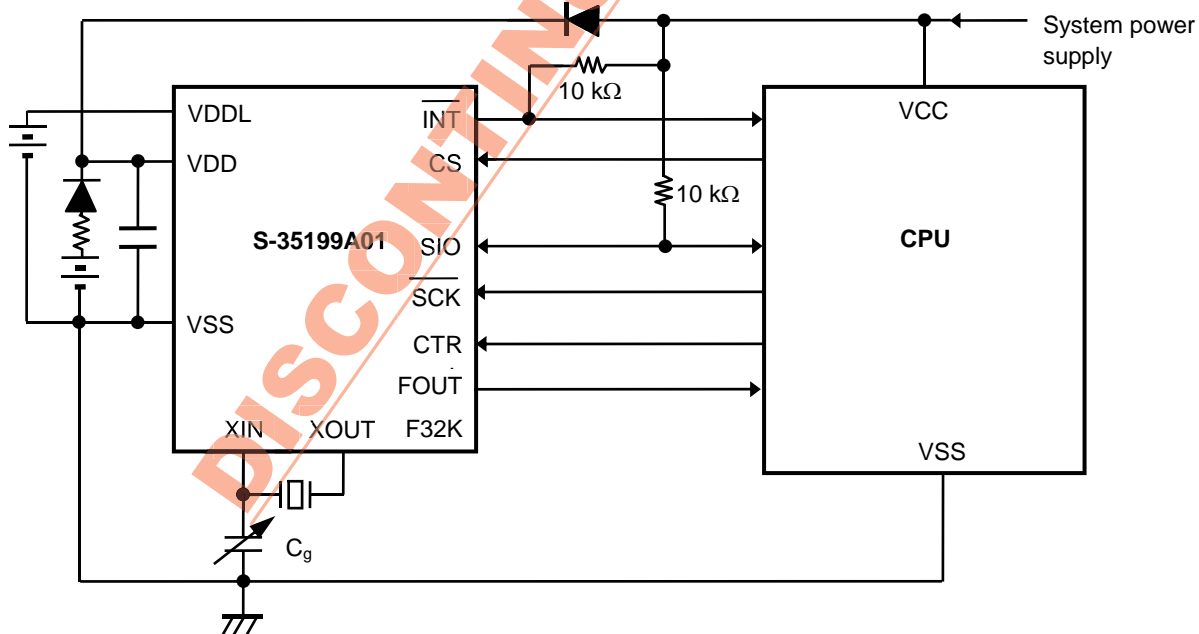 System power
supply
10 kΩ
VDDL
INT
VCC
VDD
CS
10 kΩ
S-35199A01
SIO
CPU
SCK
VSS
CTR
FOUT
XIN XOUT F32K
VSS
Cg
DISCONTIN